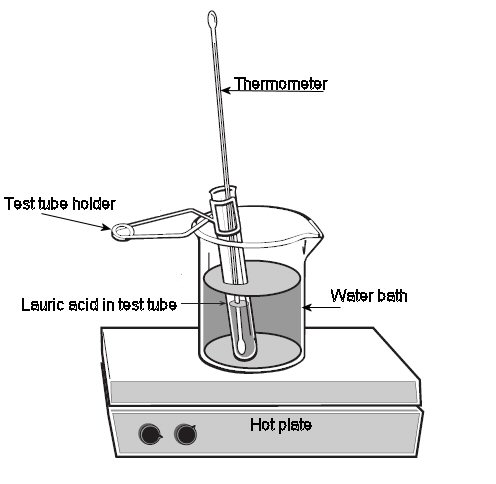 Thermometer
Test tube holder
Lauric acid in test tube
Water bath
Hot plate